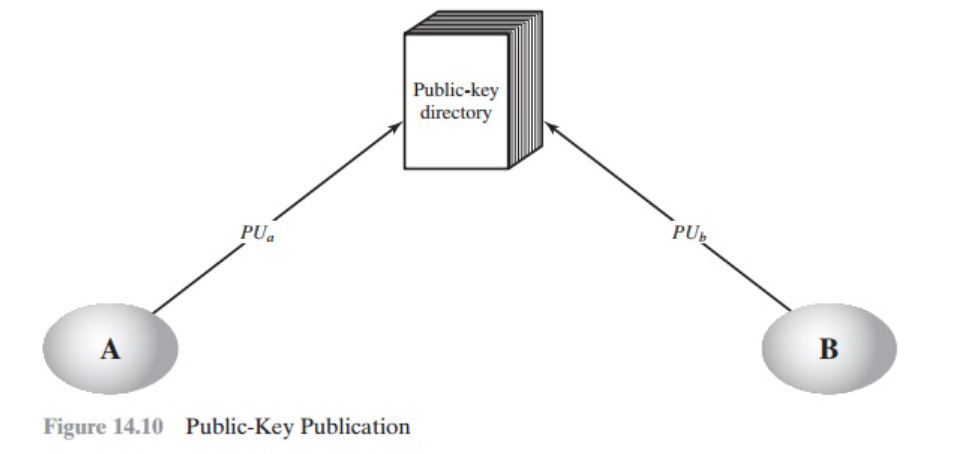 Public-key
directory
PUa
PUb
A
B
Figure 14.10 Public-Key Publication